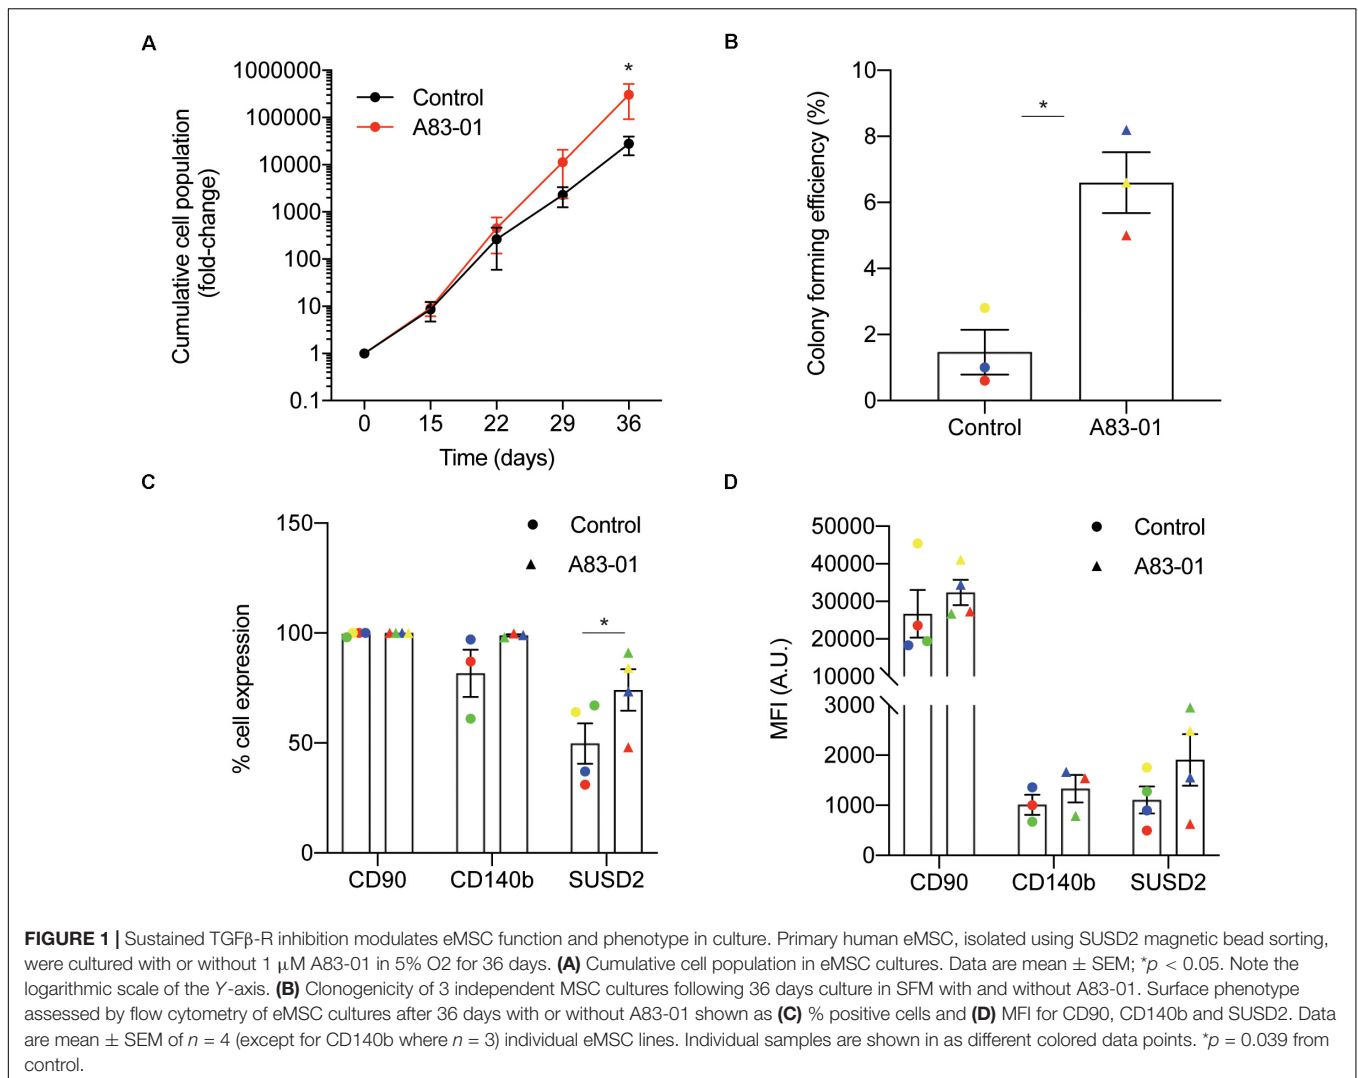 A
1000000
100000
10000
1000
100
10
1
0.1
Cumulative cell population
(fold-change)
Control
A83-01
*
0 15 22 29 36
Time (days)
B
10
8
6
4
2
0
Colony forming efficiency (%)
*
Control A83-01
C
150
100
50
0
% cell expression
Control
A83-01
*
CD90 CD140b SUSD2
D
50000
40000
30000
20000
10000
3000
2000
1000
0
MFI (A.U.)
Control
A83-01
CD90 CD140b SUSD2
FIGURE 1 | Sustained TGFβ-R inhibition modulates eMSC function and phenotype in culture. Primary human eMSC, isolated using SUSD2 magnetic bead sorting,
were cultured with or without 1 μM A83-01 in 5% O2 for 36 days. (A) Cumulative cell population in eMSC cultures. Data are mean ± SEM; *p < 0.05. Note the
logarithmic scale of the Y-axis. (B) Clonogenicity of 3 independent MSC cultures following 36 days culture in SFM with and without A83-01. Surface phenotype
assessed by flow cytometry of eMSC cultures after 36 days with or without A83-01 shown as (C) % positive cells and (D) MFI for CD90, CD140b and SUSD2. Data
are mean ± SEM of n = 4 (except for CD140b where n = 3) individual eMSC lines. Individual samples are shown in as different colored data points. *p = 0.039 from
control.